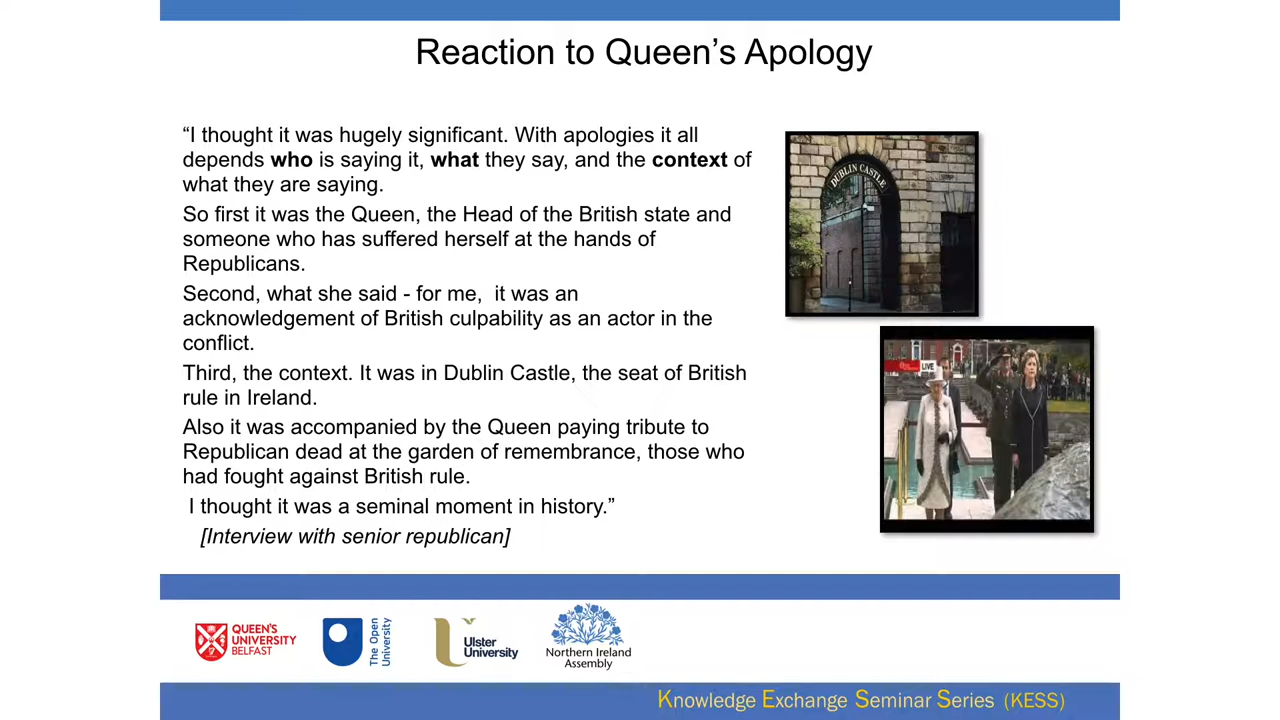 Reaction to Queen’s Apology
“I thought it was hugely significant. With apologies it all
depends who is saying it, what they say, and the context of
what they are saying.
So first it was the Queen, the Head of the British state and
someone who has suffered herself at the hands of
Republicans.
Second, what she said - for me,  it was an
acknowledgement of British culpability as an actor in the
conflict.
Third, the context. It was in Dublin Castle, the seat of British
rule in Ireland.
Also it was accompanied by the Queen paying tribute to
Republican dead at the garden of remembrance, those who
had fought against British rule.
I thought it was a seminal moment in history.”
[Interview with senior republican]
DUBLIN CASTLE
LIVE
QUEEN'S
UNIVERSITY
BELFAST
The Open
University
Ulster
University
Northern Ireland
Assembly
Knowledge Exchange Seminar Series (KESS)